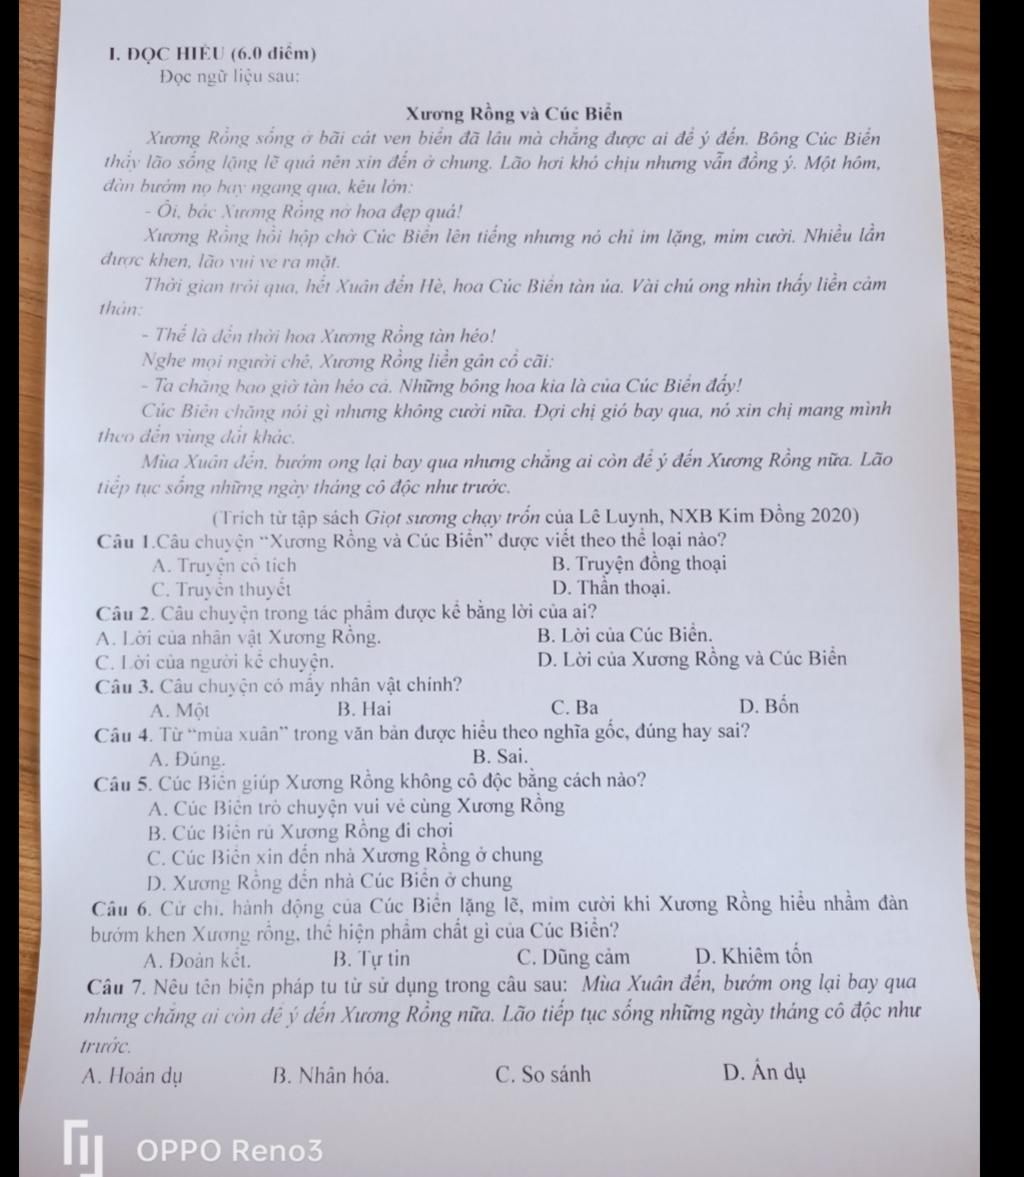 I. ĐỌC HIỂU (6.0 điểm)
Đọc ngữ liệu sau:
Xương Rồng và Cúc Biển
Xương Rồng sống ở bãi cát ven biển đã lâu mà chẳng được ai để ý đến. Bông Cúc Biển
thấy lão sống lặng lẽ quá nên xin đến ở chung. Lão hơi khó chịu nhưng vẫn đồng ý. Một hôm,
đàn bướm nọ bay ngang qua, kêu lớn:
- Ôi, bác Xương Rồng nở hoa đẹp quá!
Xương Rồng hồi hộp chờ Cúc Biển lên tiếng nhưng nó chỉ im lặng, mỉm cười. Nhiều lần
được khen, lão vui ve ra mặt.
Thời gian trôi qua, hết Xuân đến Hè, hoa Cúc Biển tàn úa. Vài chú ong nhìn thấy liền cảm
thán:
- Thế là đến thời hoa Xương Rồng tàn héo!
Nghe mọi người chê, Xương Rồng liền gân cổ cãi:
- Ta chẳng bao giờ tàn héo cả. Những bông hoa kia là của Cúc Biển đấy!
Cúc Biển chẳng nói gì nhưng không cười nữa. Đợi chị gió bay qua, nó xin chị mang mình
theo đến vùng đất khác.
Mùa Xuân đến, bướm ong lại bay qua nhưng chẳng ai còn để ý đến Xương Rồng nữa. Lão
tiếp tục sống những ngày tháng cô độc như trước.
(Trích từ tập sách Giọt sương chạy trốn của Lê Luynh, NXB Kim Đồng 2020)
Câu 1.Câu chuyện “Xương Rồng và Cúc Biển” được viết theo thể loại nào?
A. Truyện cổ tích B. Truyện đồng thoại
C. Truyền thuyết D. Thần thoại.
Câu 2. Câu chuyện trong tác phẩm được kể bằng lời của ai?
A. Lời của nhân vật Xương Rồng. B. Lời của Cúc Biển.
C. Lời của người kể chuyện. D. Lời của Xương Rồng và Cúc Biển
Câu 3. Câu chuyện có mấy nhân vật chính?
A. Một B. Hai C. Ba D. Bốn
Câu 4. Từ “mùa xuân” trong văn bản được hiểu theo nghĩa gốc, đúng hay sai?
A. Đúng. B. Sai.
Câu 5. Cúc Biển giúp Xương Rồng không cô độc bằng cách nào?
A. Cúc Biển trò chuyện vui vẻ cùng Xương Rồng
B. Cúc Biển rủ Xương Rồng đi chơi
C. Cúc Biển xin đến nhà Xương Rồng ở chung
D. Xương Rồng đến nhà Cúc Biển ở chung
Câu 6. Cử chỉ, hành động của Cúc Biển lặng lẽ, mỉm cười khi Xương Rồng hiểu nhầm đàn
bướm khen Xương rồng, thể hiện phẩm chất gì của Cúc Biển?
A. Đoàn kết. B. Tự tin C. Dũng cảm D. Khiêm tốn
Câu 7. Nêu tên biện pháp tu từ sử dụng trong câu sau: Mùa Xuân đến, bướm ong lại bay qua
nhưng chẳng ai còn để ý đến Xương Rồng nữa. Lão tiếp tục sống những ngày tháng cô độc như
trước.
A. Hoán dụ B. Nhân hóa. C. So sánh D. Ẩn dụ
OPPO Reno3